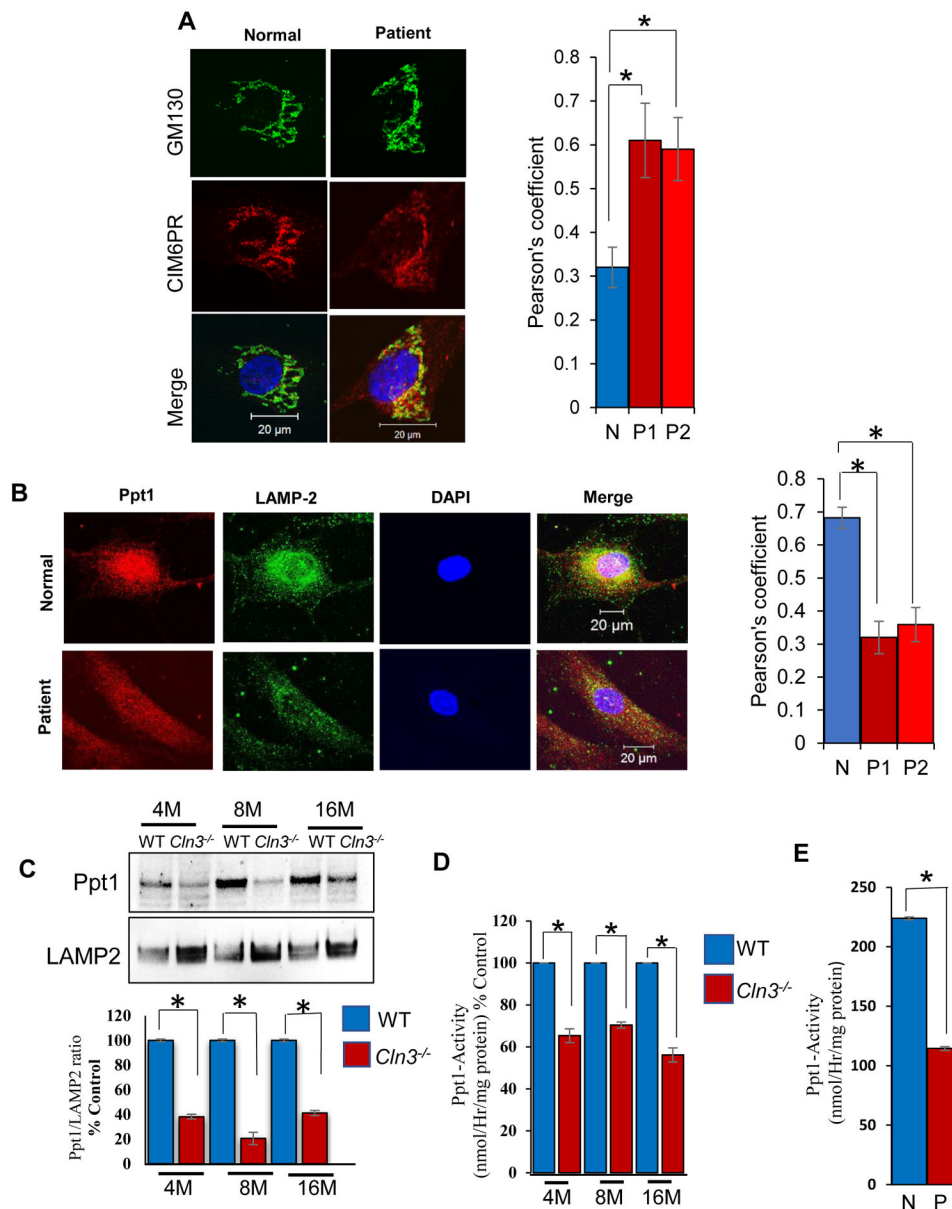 A
Normal Patient
GM130
CIM6PR
Merge
20 µm
20 µm
Pearson's coefficient
0.8
0.7
0.6
0.5
0.4
0.3
0.2
0.1
0
*
*
N P1 P2
B
Ppt1 LAMP-2 DAPI Merge
Normal
Patient
20 µm
20 µm
Pearson's coefficient
0.8
0.7
0.6
0.5
0.4
0.3
0.2
0.1
0
*
*
N P1 P2
C
4M 8M 16M
WT Cln3-/- WT Cln3-/- WT Cln3-/-
Ppt1
LAMP2
Ppt1/LAMP2 ratio
% Control
120
100
80
60
40
20
0
* * *
WT
Cln3-/-
4M 8M 16M
D
Ppt1-Activity
(nmol/Hr/mg protein) % Control
120
100
80
60
40
20
0
* * *
4M 8M 16M
WT
Cln3-/-
E
Ppt1-Activity
(nmol/Hr/mg protein)
250
200
150
100
50
0
*
N P